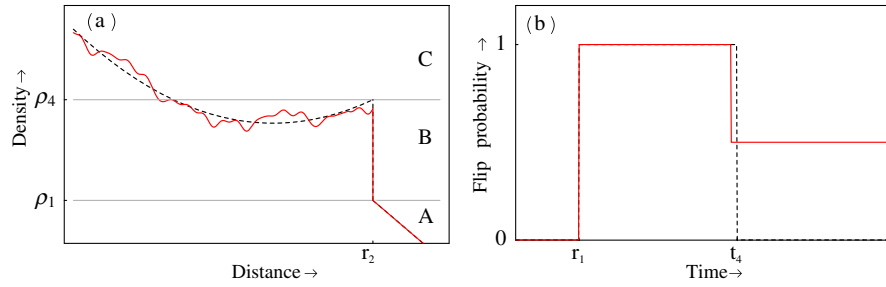 (a)
C
ρ4
B
ρ1
A
Density→
r2
Distance→
(b)
1
Flip probability →
0
r1
t4
Time→